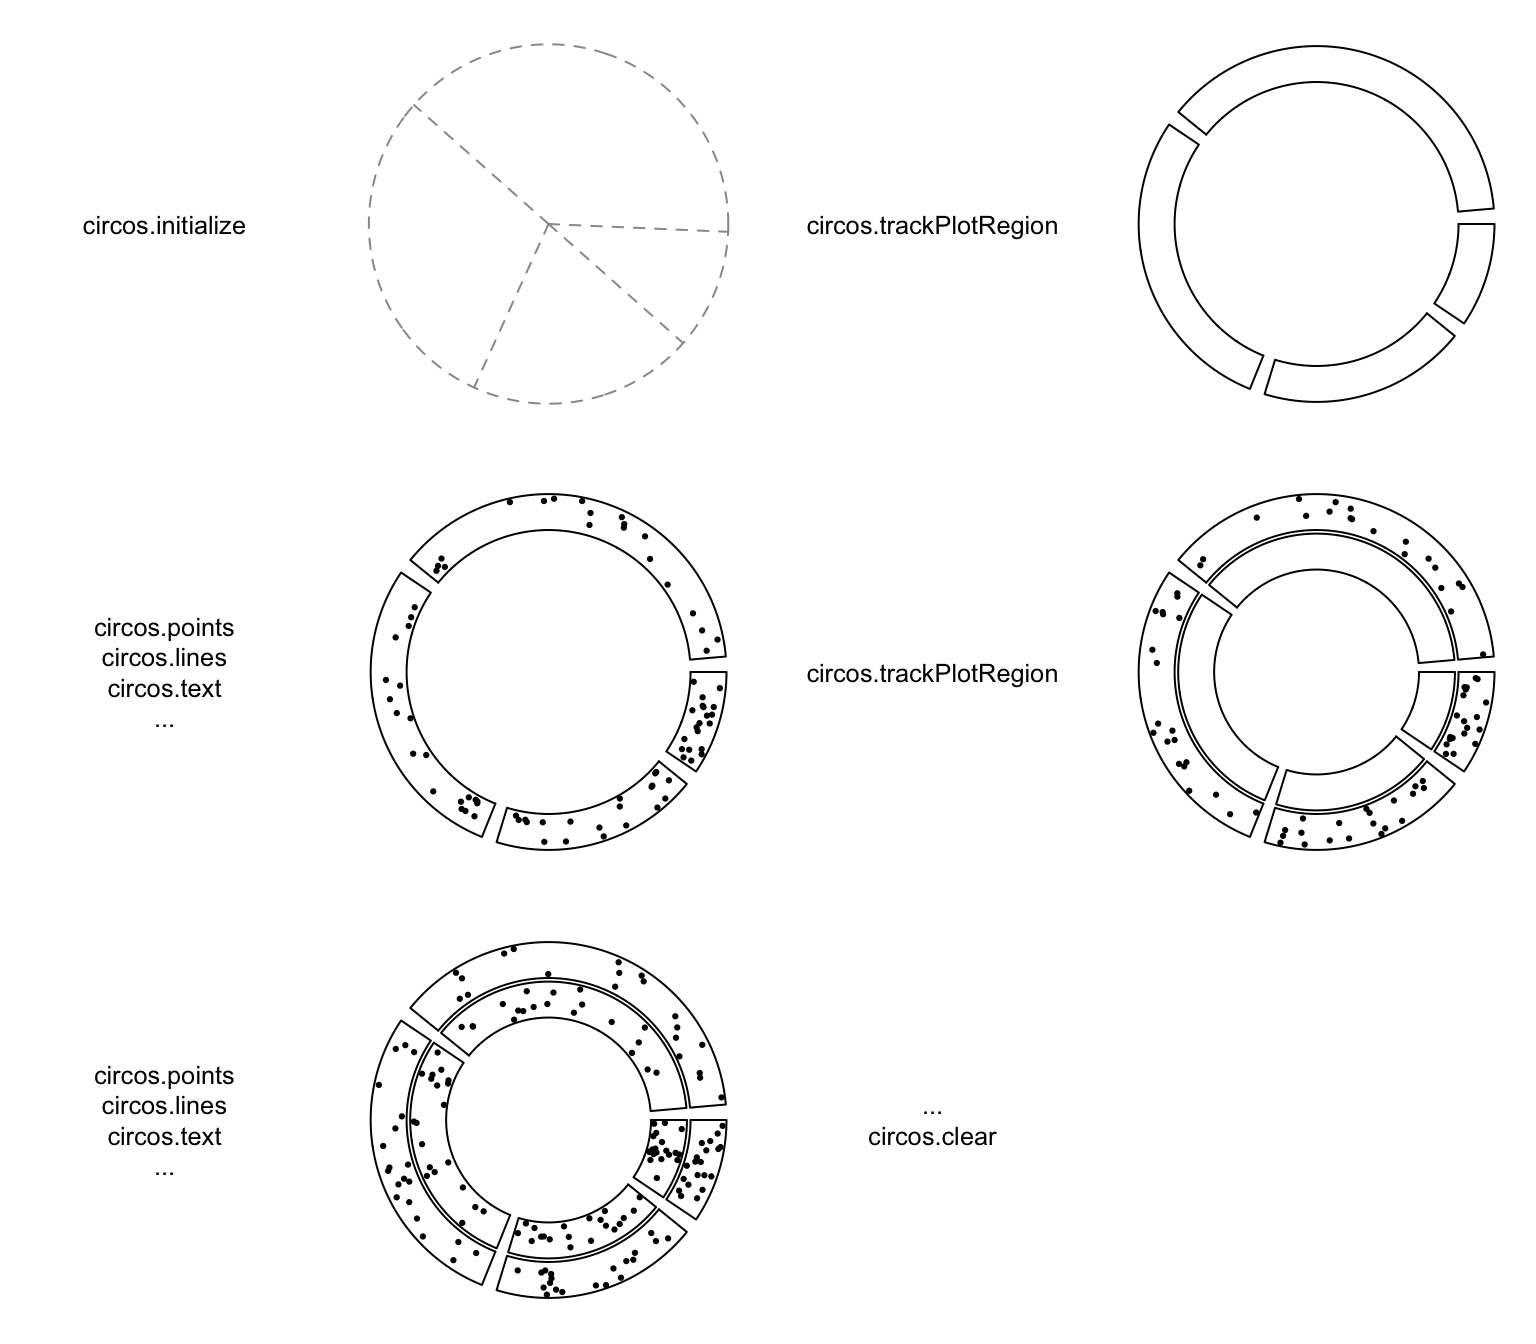 circos.initialize
circos.trackPlotRegion
circos.points
circos.lines
circos.text
...
circos.trackPlotRegion
circos.points
circos.lines
circos.text
...
...
circos.clear